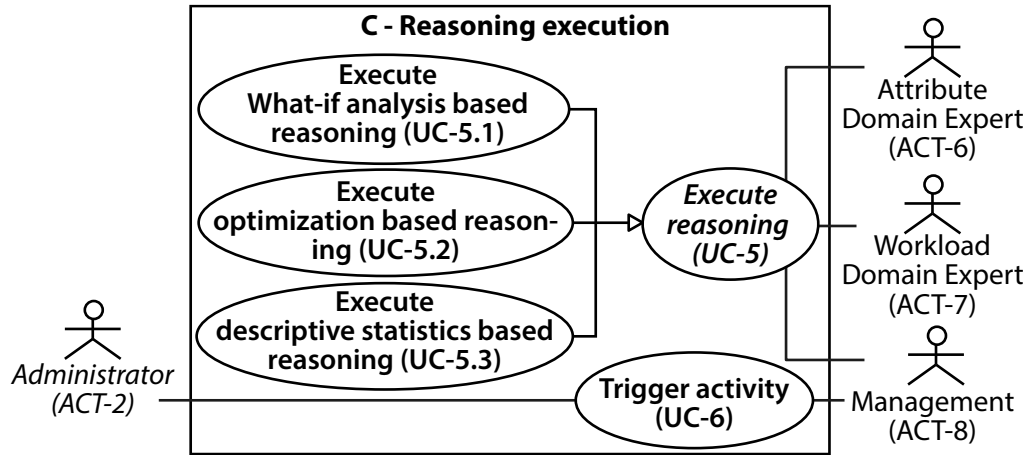 C - Reasoning execution
Execute
What-if analysis based
reasoning (UC-5.1)
Execute
optimization based reason-
ing (UC-5.2)
Execute
descriptive statistics based
reasoning (UC-5.3)
Execute
reasoning
(UC-5)
Trigger activity
(UC-6)
Administrator
(ACT-2)
Attribute
Domain Expert
(ACT-6)
Workload
Domain Expert
(ACT-7)
Management
(ACT-8)